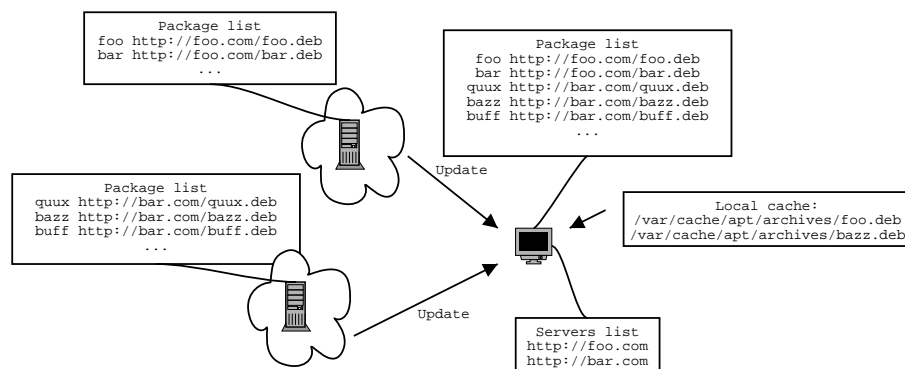 Package list
foo http://foo.com/foo.deb
bar http://foo.com/bar.deb
...
Package list
foo http://foo.com/foo.deb
bar http://foo.com/bar.deb
quux http://bar.com/quux.deb
bazz http://bar.com/bazz.deb
buff http://bar.com/buff.deb
...
Update
Package list
quux http://bar.com/quux.deb
bazz http://bar.com/bazz.deb
buff http://bar.com/buff.deb
...
Local cache:
/var/cache/apt/archives/foo.deb
/var/cache/apt/archives/bazz.deb
Update
Servers list
http://foo.com
http://bar.com